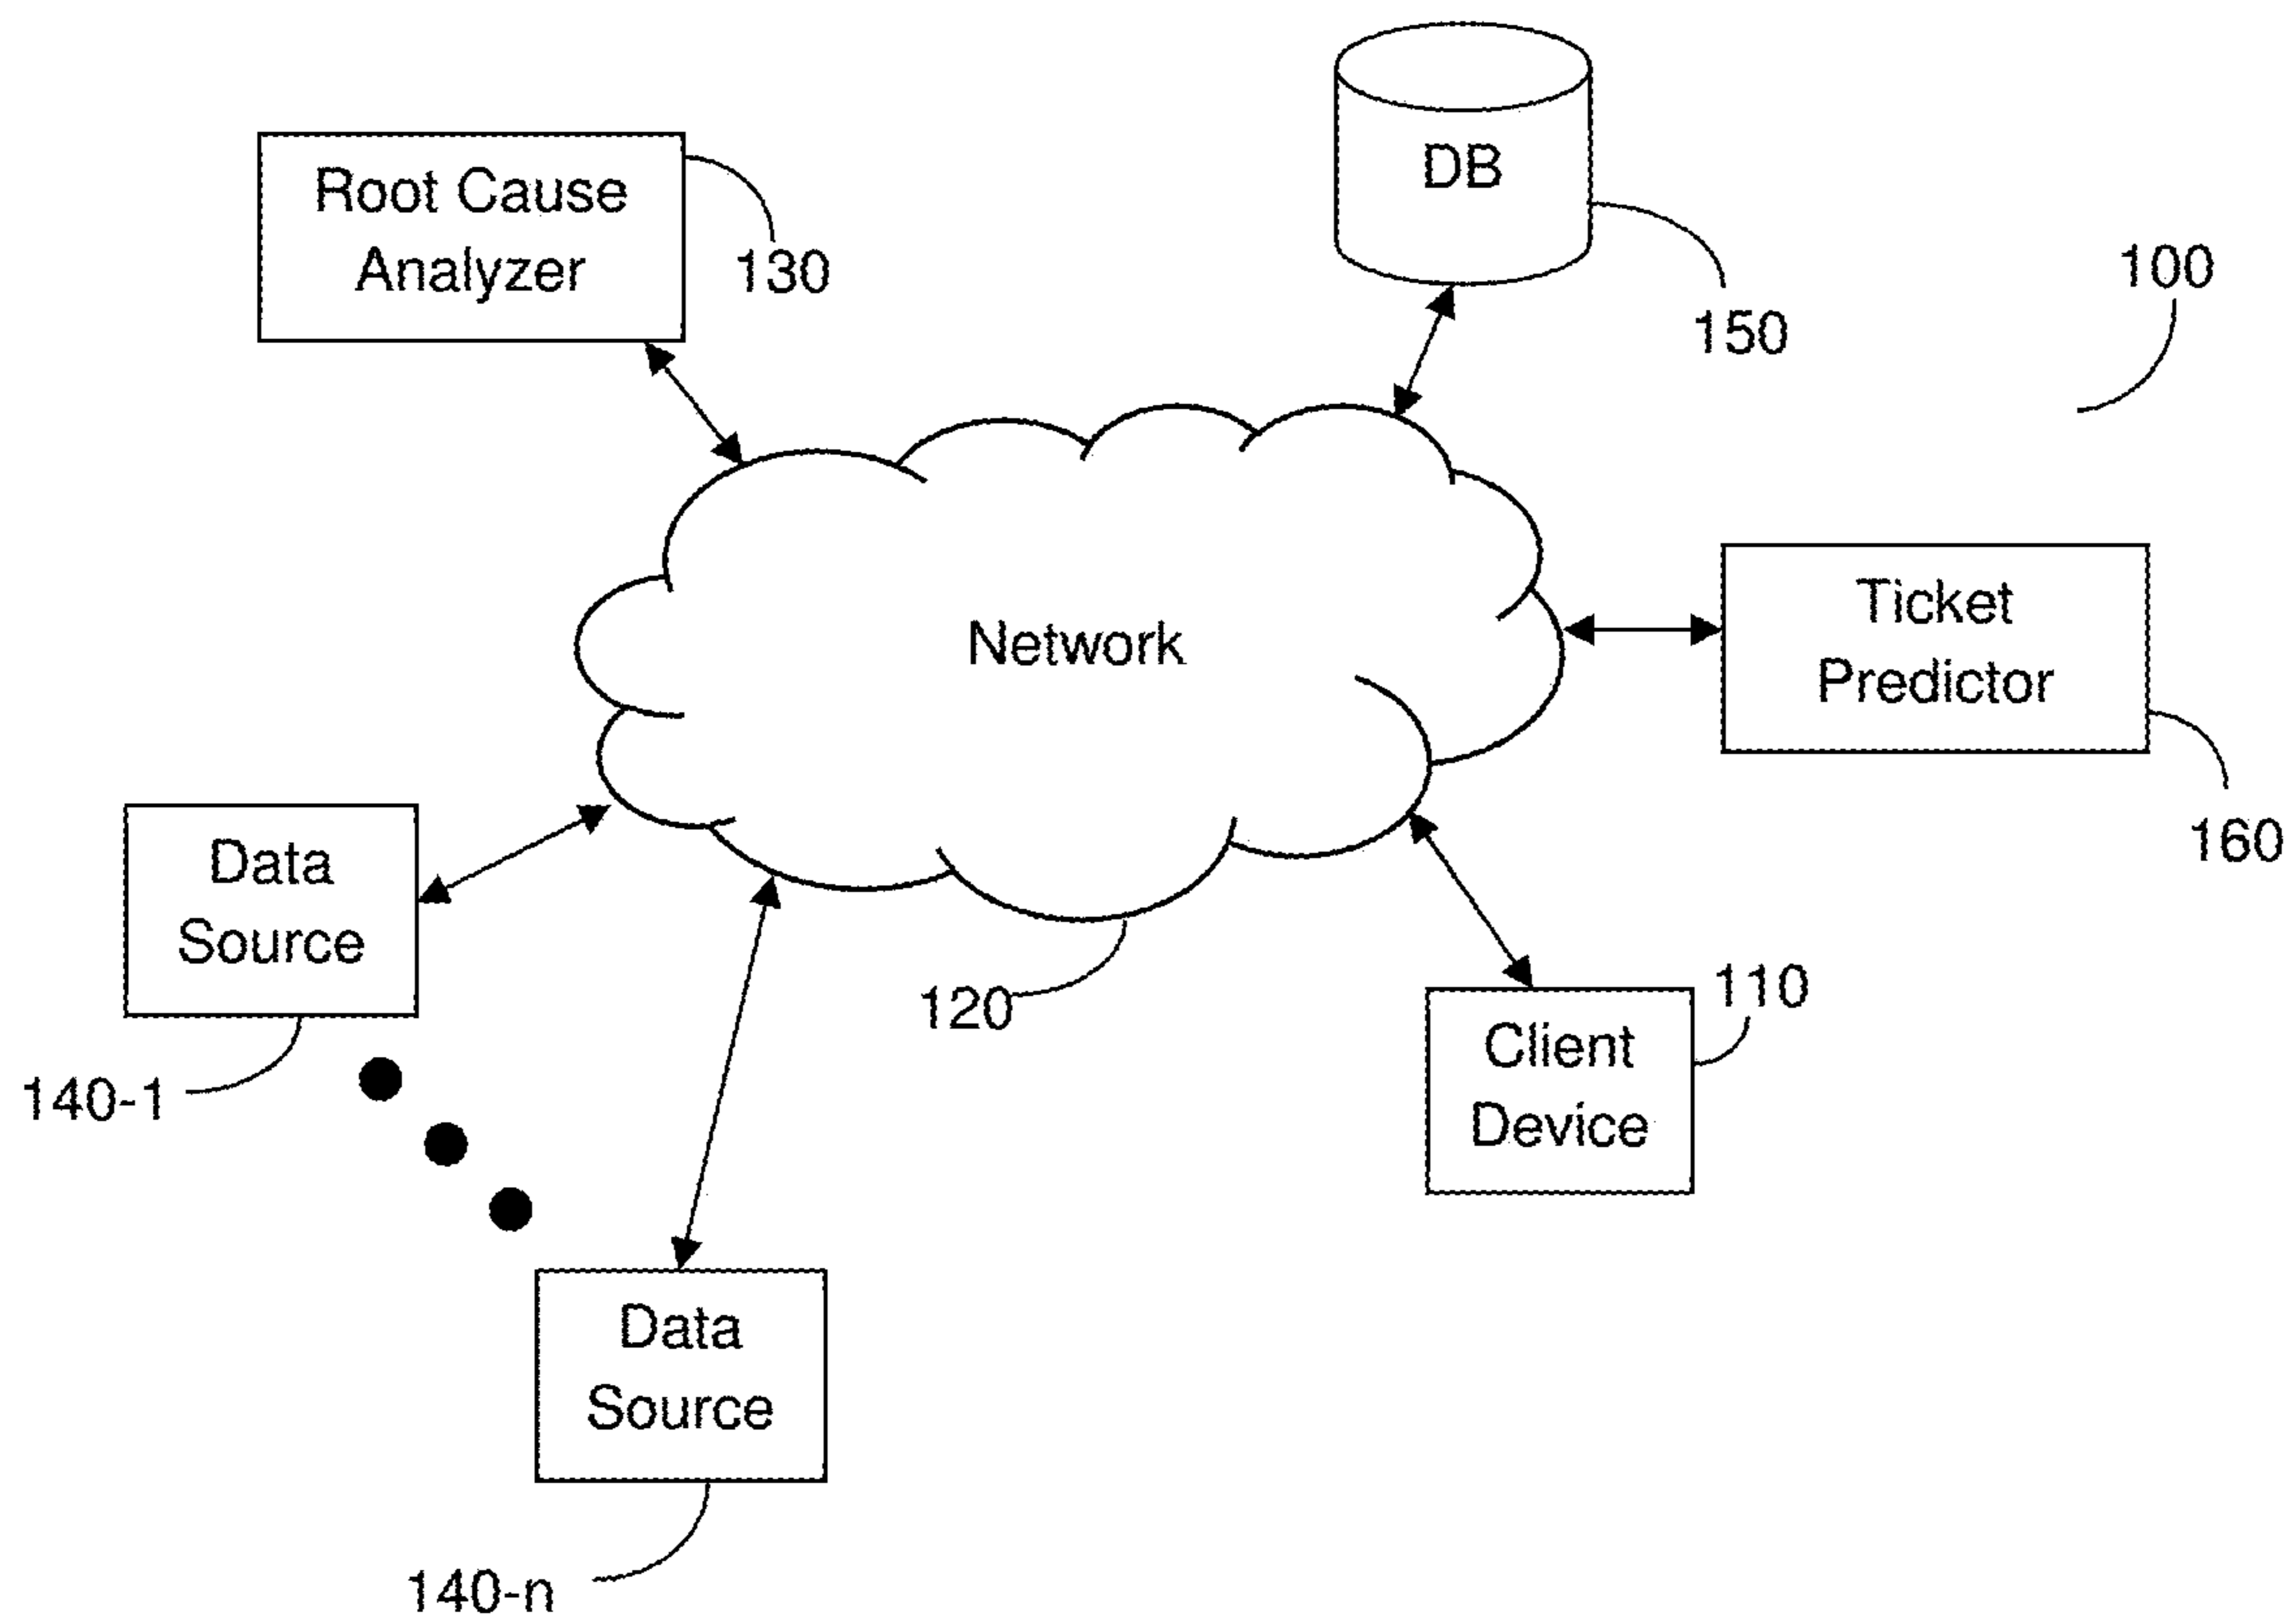 DB
Root Cause
Analyzer
130
100
150
Ticket
Predictor
Network
160
Data
Source
120
110
Client
Device
140-1
Data
Source
140-n